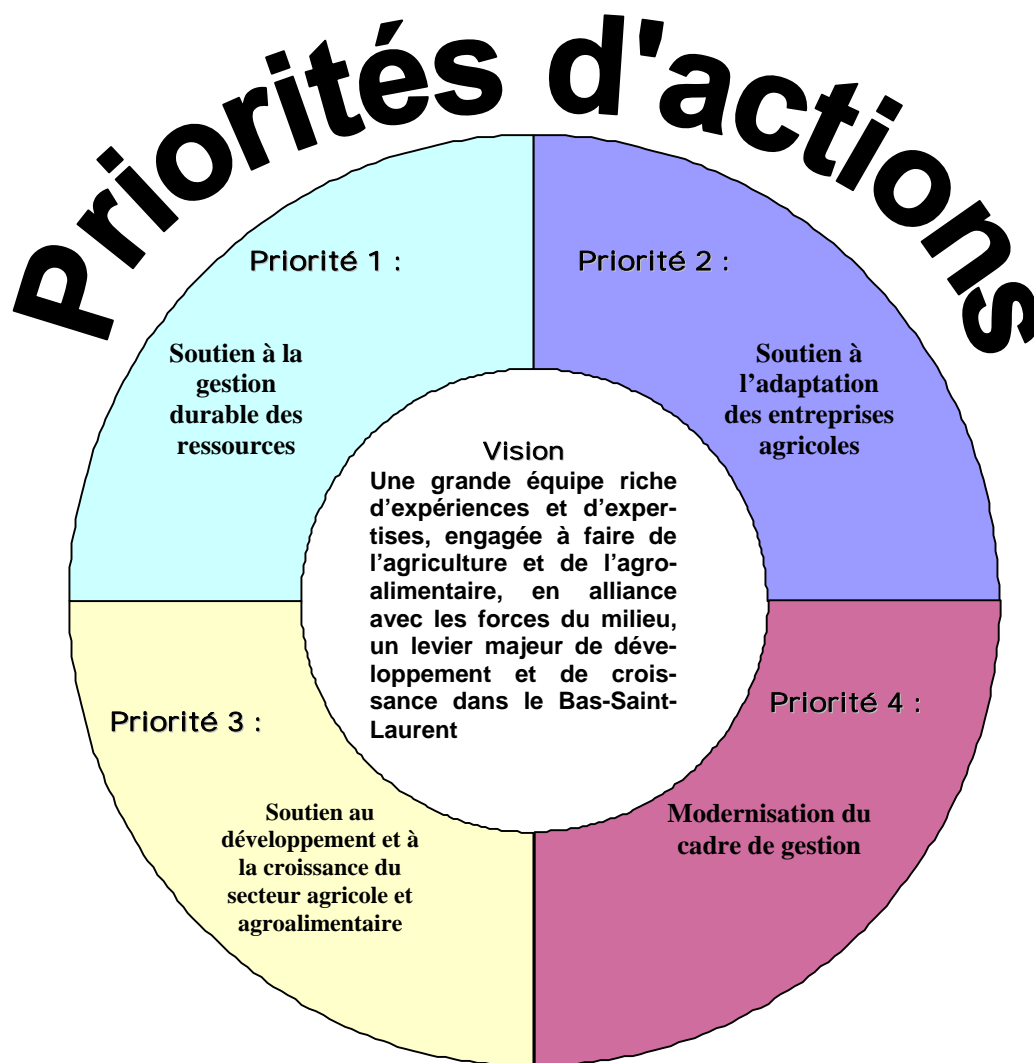 Priorités d'actions
Priorité 1 :
Soutien à la
gestion
durable des
ressources
Priorité 2 :
Soutien à
l’adaptation
des entreprises
agricoles
Vision
Une grande équipe riche
d’expériences et d’exper-
tises, engagée à faire de
l’agriculture et de l’agro-
alimentaire, en alliance
avec les forces du milieu,
un levier majeur de déve-
loppement et de crois-
sance dans le Bas-Saint-
Laurent
Priorité 3 :
Soutien au
développement et à
la croissance du
secteur agricole et
agroalimentaire
Priorité 4 :
Modernisation du
cadre de gestion